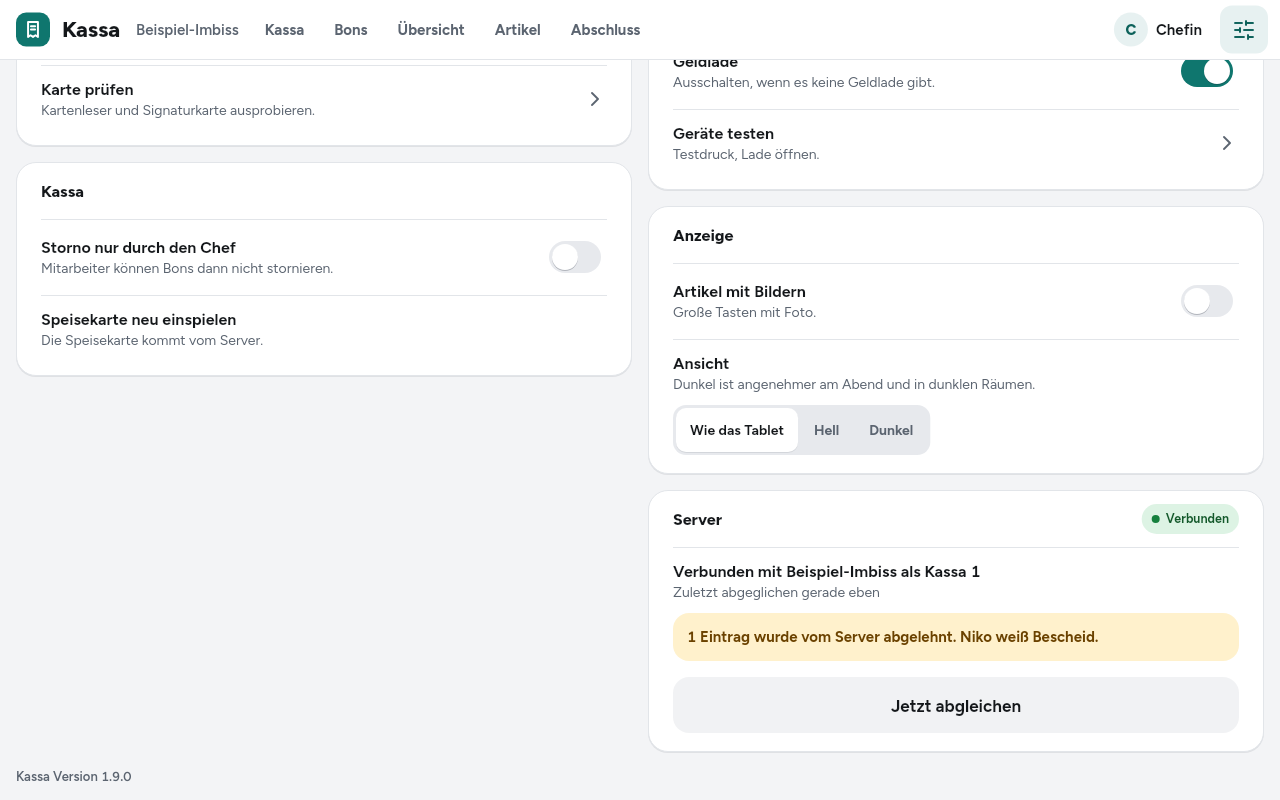 Kassa
Beispiel-Imbiss
Kassa
Bons
Übersicht
Artikel
Abschluss
C
Chefin
Karte prüfen
Kartenleser und Signaturkarte ausprobieren.
Kassa
Storno nur durch den Chef
Mitarbeiter können Bons dann nicht stornieren.
Speisekarte neu einspielen
Die Speisekarte kommt vom Server.
Geldlade
Ausschalten, wenn es keine Geldlade gibt.
Geräte testen
Testdruck, Lade öffnen.
Anzeige
Artikel mit Bildern
Große Tasten mit Foto.
Ansicht
Dunkel ist angenehmer am Abend und in dunklen Räumen.
Wie das Tablet
Hell
Dunkel
Server
Verbunden
Verbunden mit Beispiel-Imbiss als Kassa 1
Zuletzt abgeglichen gerade eben
1 Eintrag wurde vom Server abgelehnt. Niko weiß Bescheid.
Jetzt abgleichen
Kassa Version 1.9.0